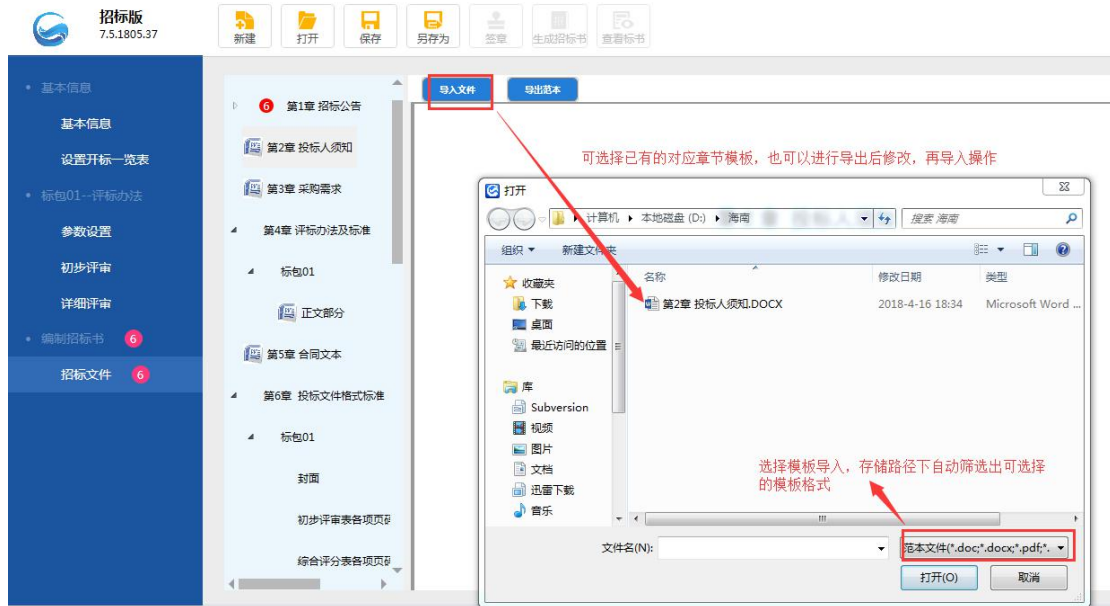 招标版
7.5.1805.37
新建
打开
保存
另存为
签章
生成招标书
查看标书
基本信息
基本信息
设置开标一览表
标包01--评标办法
参数设置
初步评审
详细评审
编制招标书 6
招标文件 6
6 第1章 招标公告
第2章 投标人须知
第3章 采购需求
第4章 评标办法及标准
标包01
正文部分
第5章 合同文本
第6章 投标文件格式标准
标包01
封面
初步评审表各项页码
综合评分表各项页码
导入文件
导出范本
可选择已有的对应章节模板，也可以进行导出后修改，再导入操作
打开
计算机 本地磁盘 (D:) 海南
搜索 海南
组织 新建文件夹
名称 修改日期 类型
收藏夹
下载
桌面
最近访问的位置
库
Subversion
视频
图片
文档
迅雷下载
音乐
第2章 投标人须知.DOCX 2018-4-16 18:34 Microsoft Word ...
选择模板导入，存储路径下自动筛选出可选择
的模板格式
文件名(N):
范本文件(*.doc;*.docx;*.pdf;*.
打开(O)
取消